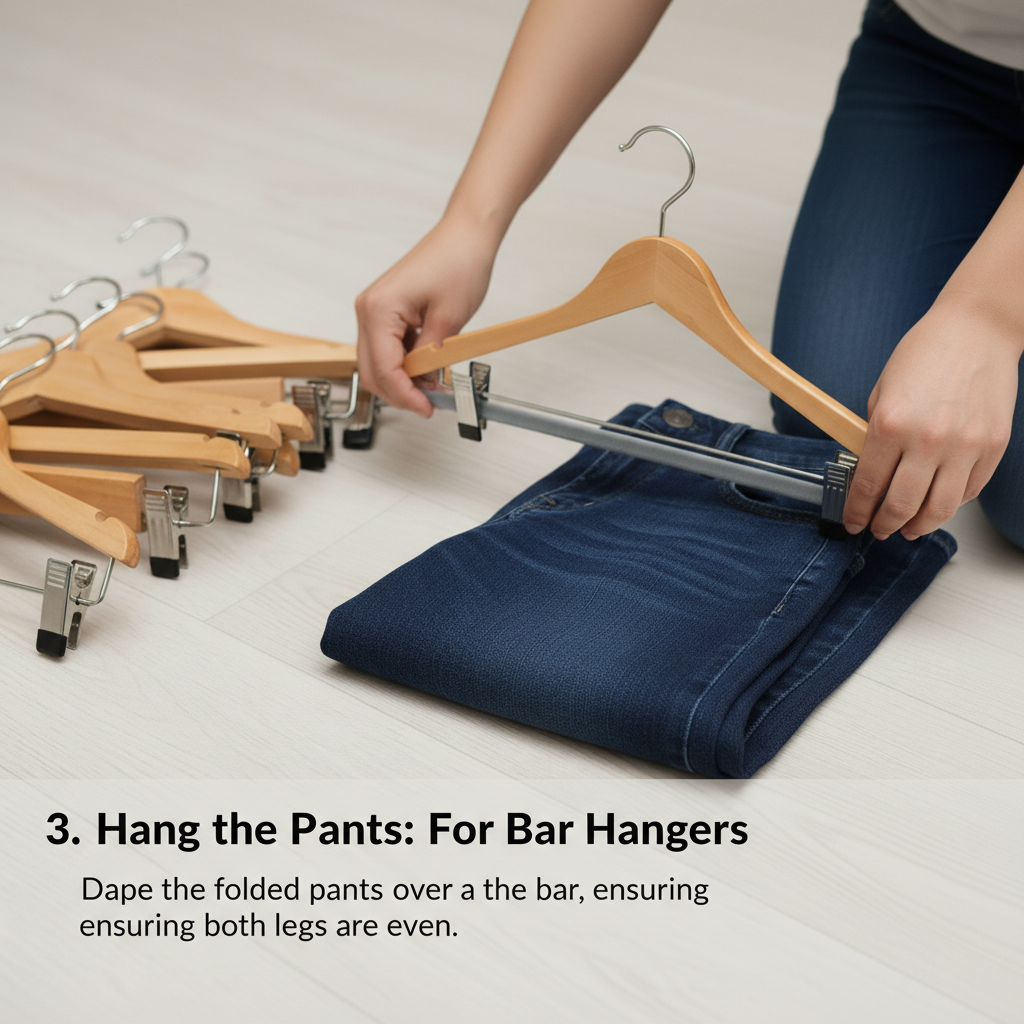 3. Hang the Pants: For Bar Hangers
Dape the folded pants over a the bar, ensuring
ensuring both legs are even.